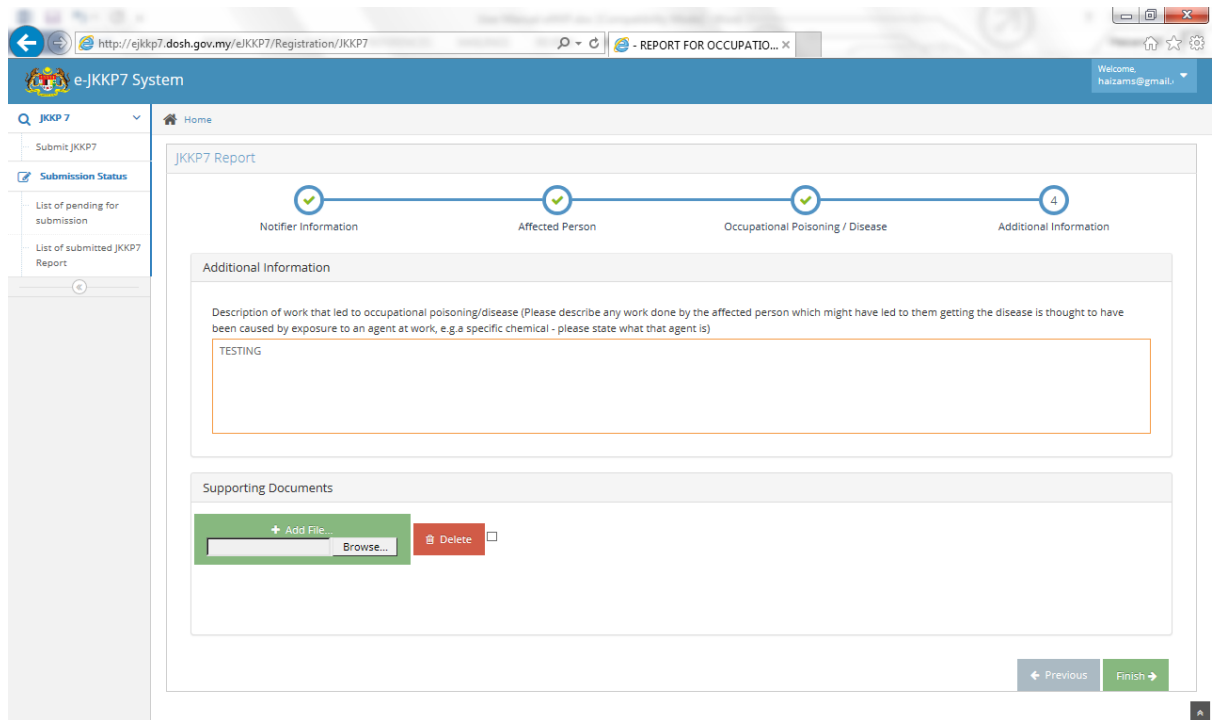 http://ejkkp7.dosh.gov.my/eJKKP7/Registration/JKKP7
- REPORT FOR OCCUPATIO...
e-JKKP7 System
Welcome,
haizams@gmail.
JKKP 7
Home
Submit JKKP7
JKKP7 Report
Submission Status
List of pending for
submission
List of submitted JKKP7
Report
4
Notifier Information
Affected Person
Occupational Poisoning / Disease
Additional Information
Additional Information
Description of work that led to occupational poisoning/disease (Please describe any work done by the affected person which might have led to them getting the disease is thought to have
been caused by exposure to an agent at work, e.g.a specific chemical - please state what that agent is)
TESTING
Supporting Documents
Add File...
Browse...
Delete
Previous
Finish